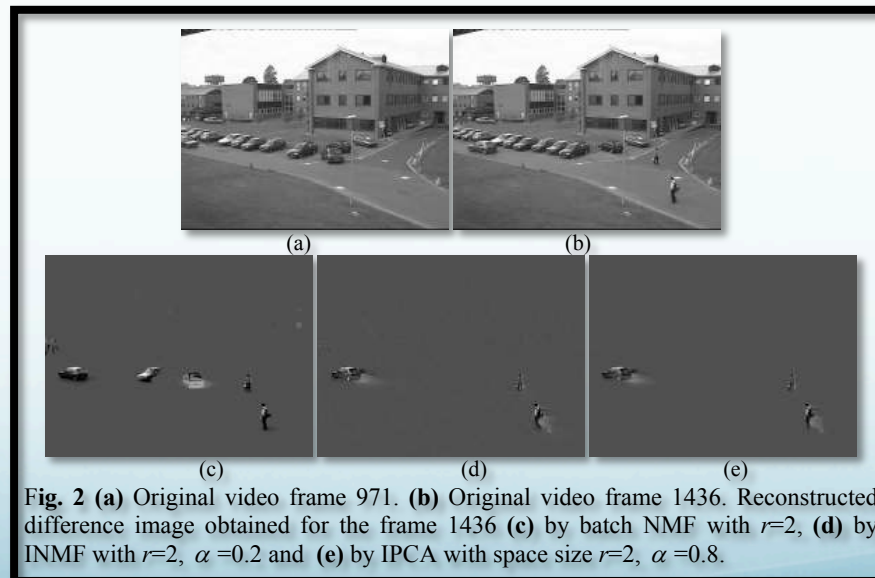 (a)
(b)
(c)
(d)
(e)
Fig. 2 (a) Original video frame 971. (b) Original video frame 1436. Reconstructed
difference image obtained for the frame 1436 (c) by batch NMF with r=2, (d) by
INMF with r=2, α =0.2 and (e) by IPCA with space size r=2, α =0.8.